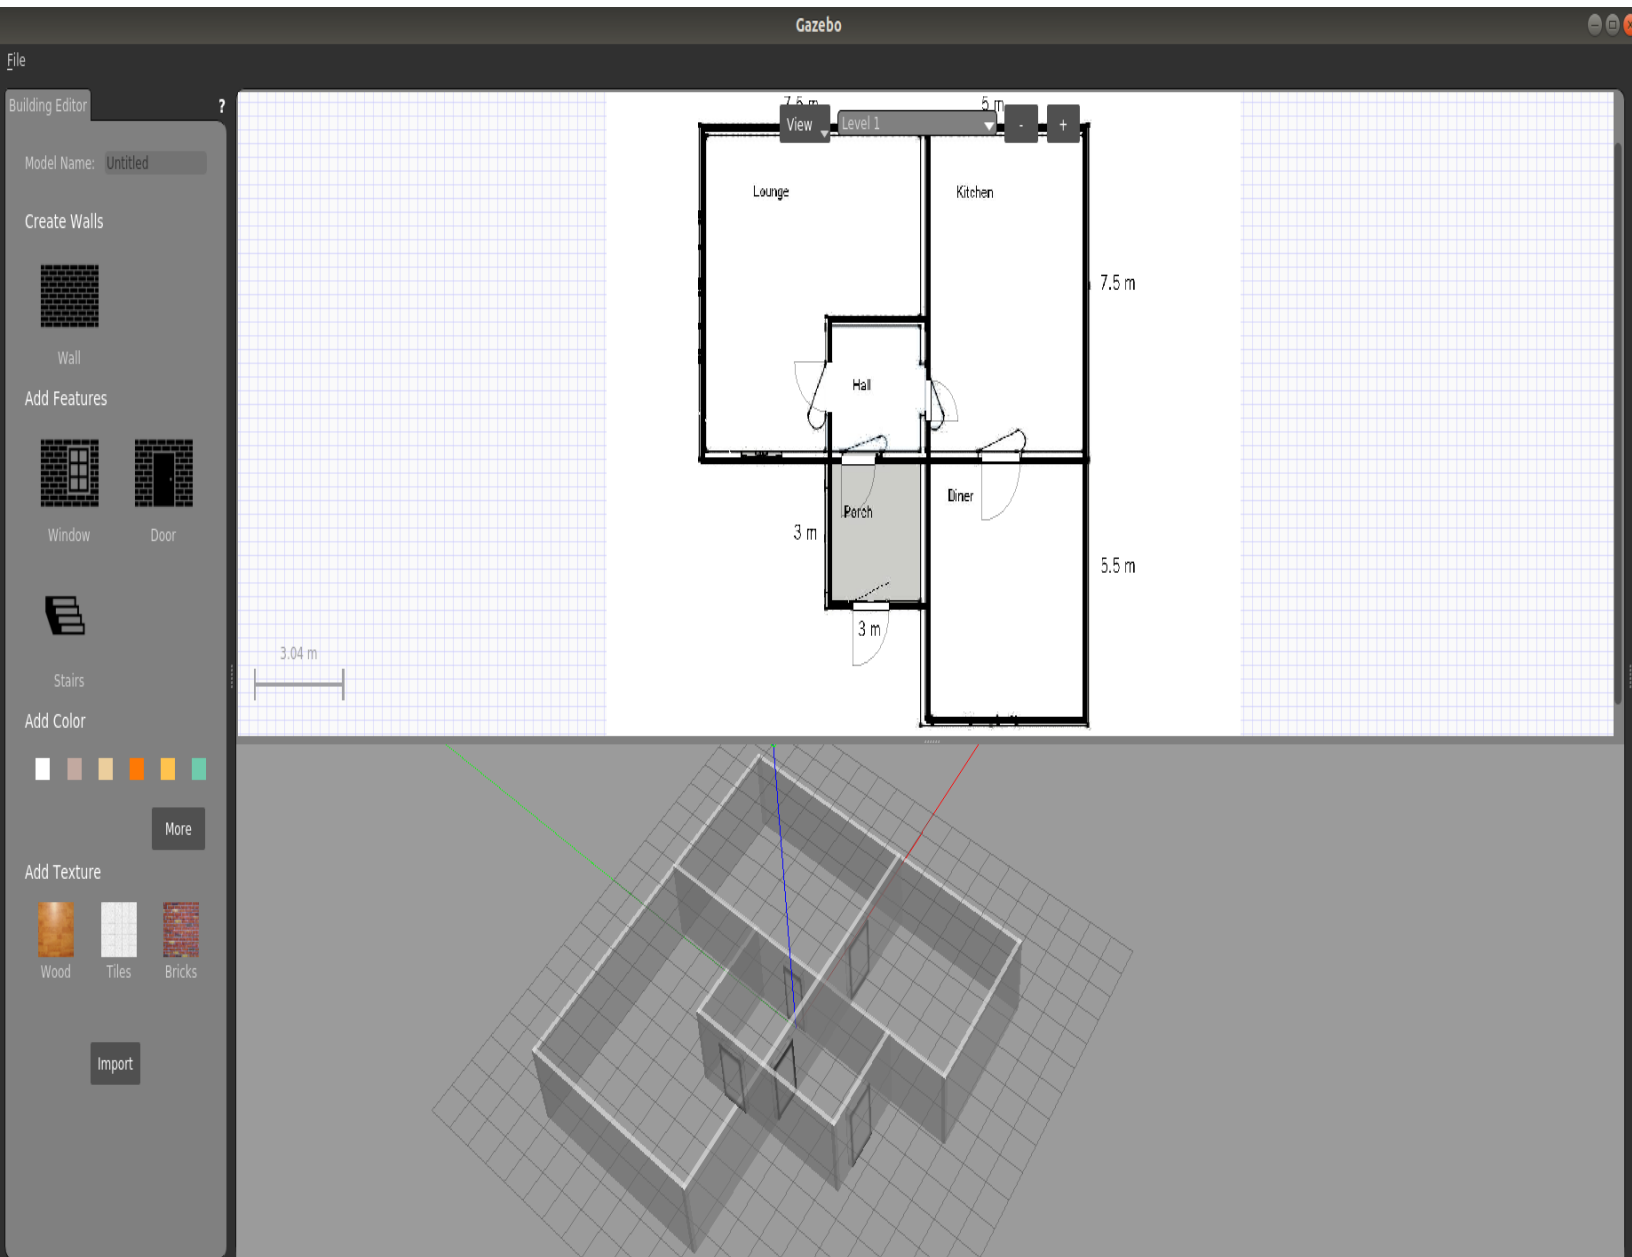 Gazebo
File
Building Editor
?
Model Name: Untitled
Create Walls
Wall
Add Features
Window
Door
Stairs
Add Color
More
Add Texture
Wood
Tiles
Bricks
Import
7.5 m
5 m
View
Level 1
-
+
Lounge
Kitchen
7.5 m
Hall
Diner
Porch
3 m
5.5 m
3 m
3.04 m